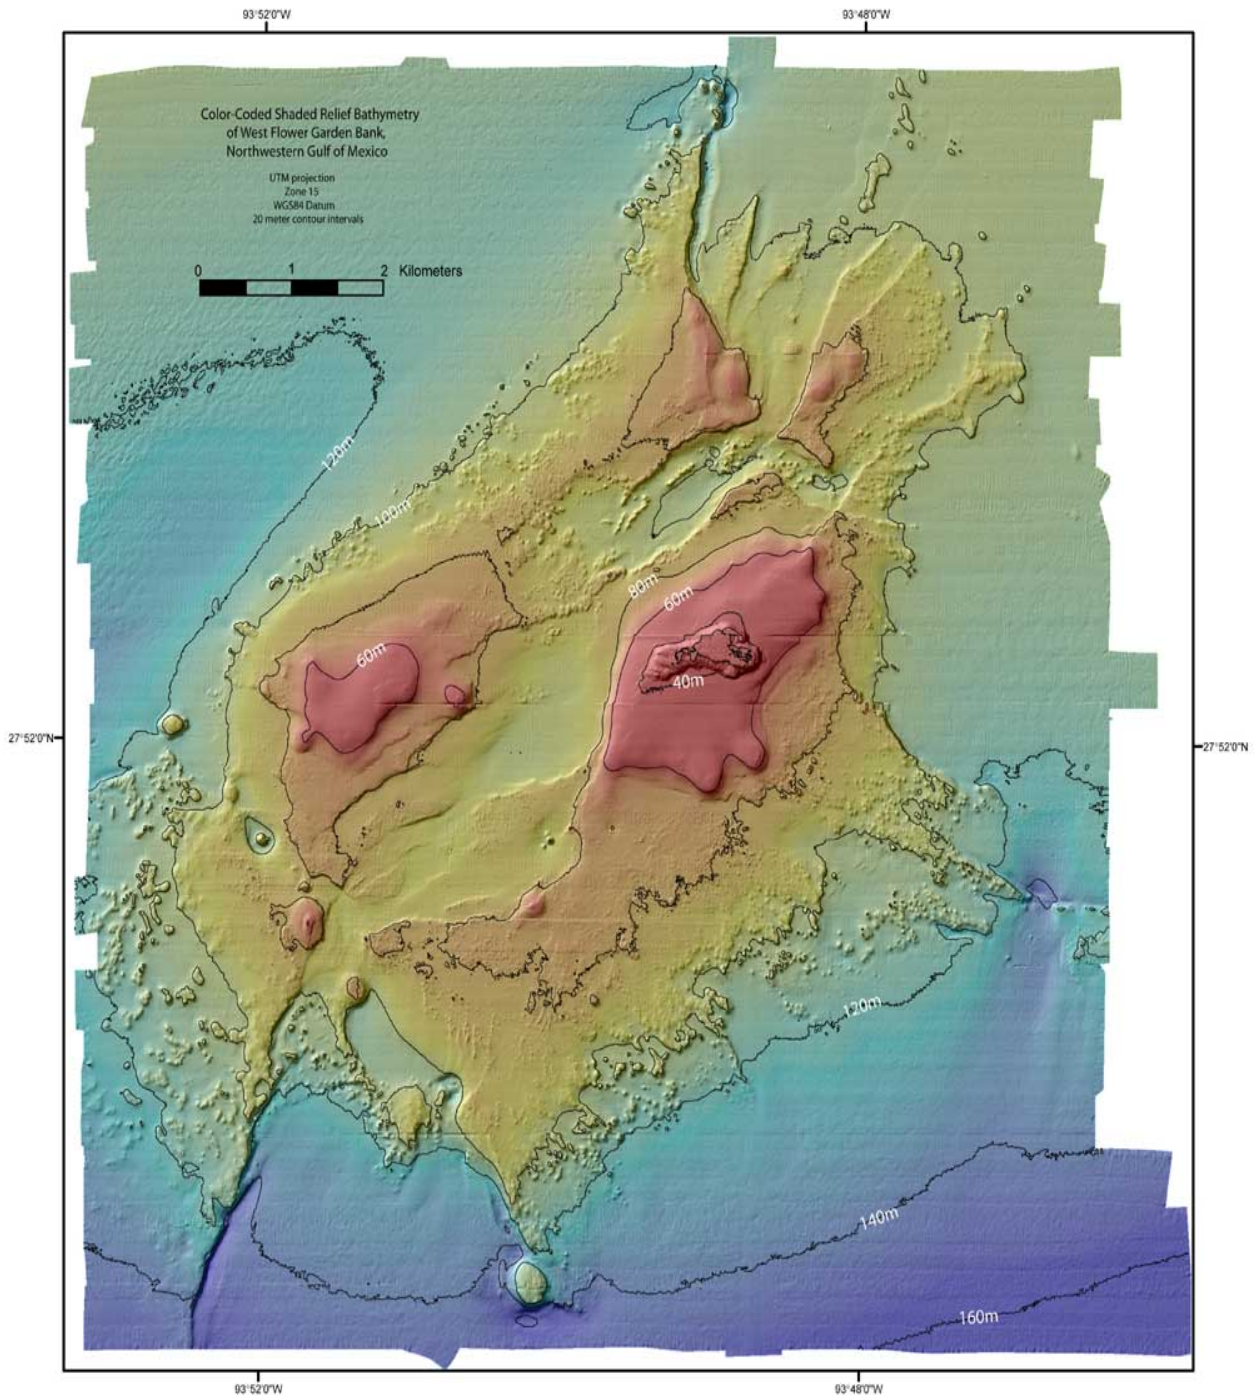 93°52'0"W 93°48'0"W
Color-Coded Shaded Relief Bathymetry
of West Flower Garden Bank,
Northwestern Gulf of Mexico
UTM projection
Zone 15
WGS84 Datum
20 meter contour intervals
0 1 2 Kilometers
120m
100m
80m
60m
60m
40m
27°52'0"N 27°52'0"N
120m
140m
160m
93°52'0"W 93°48'0"W